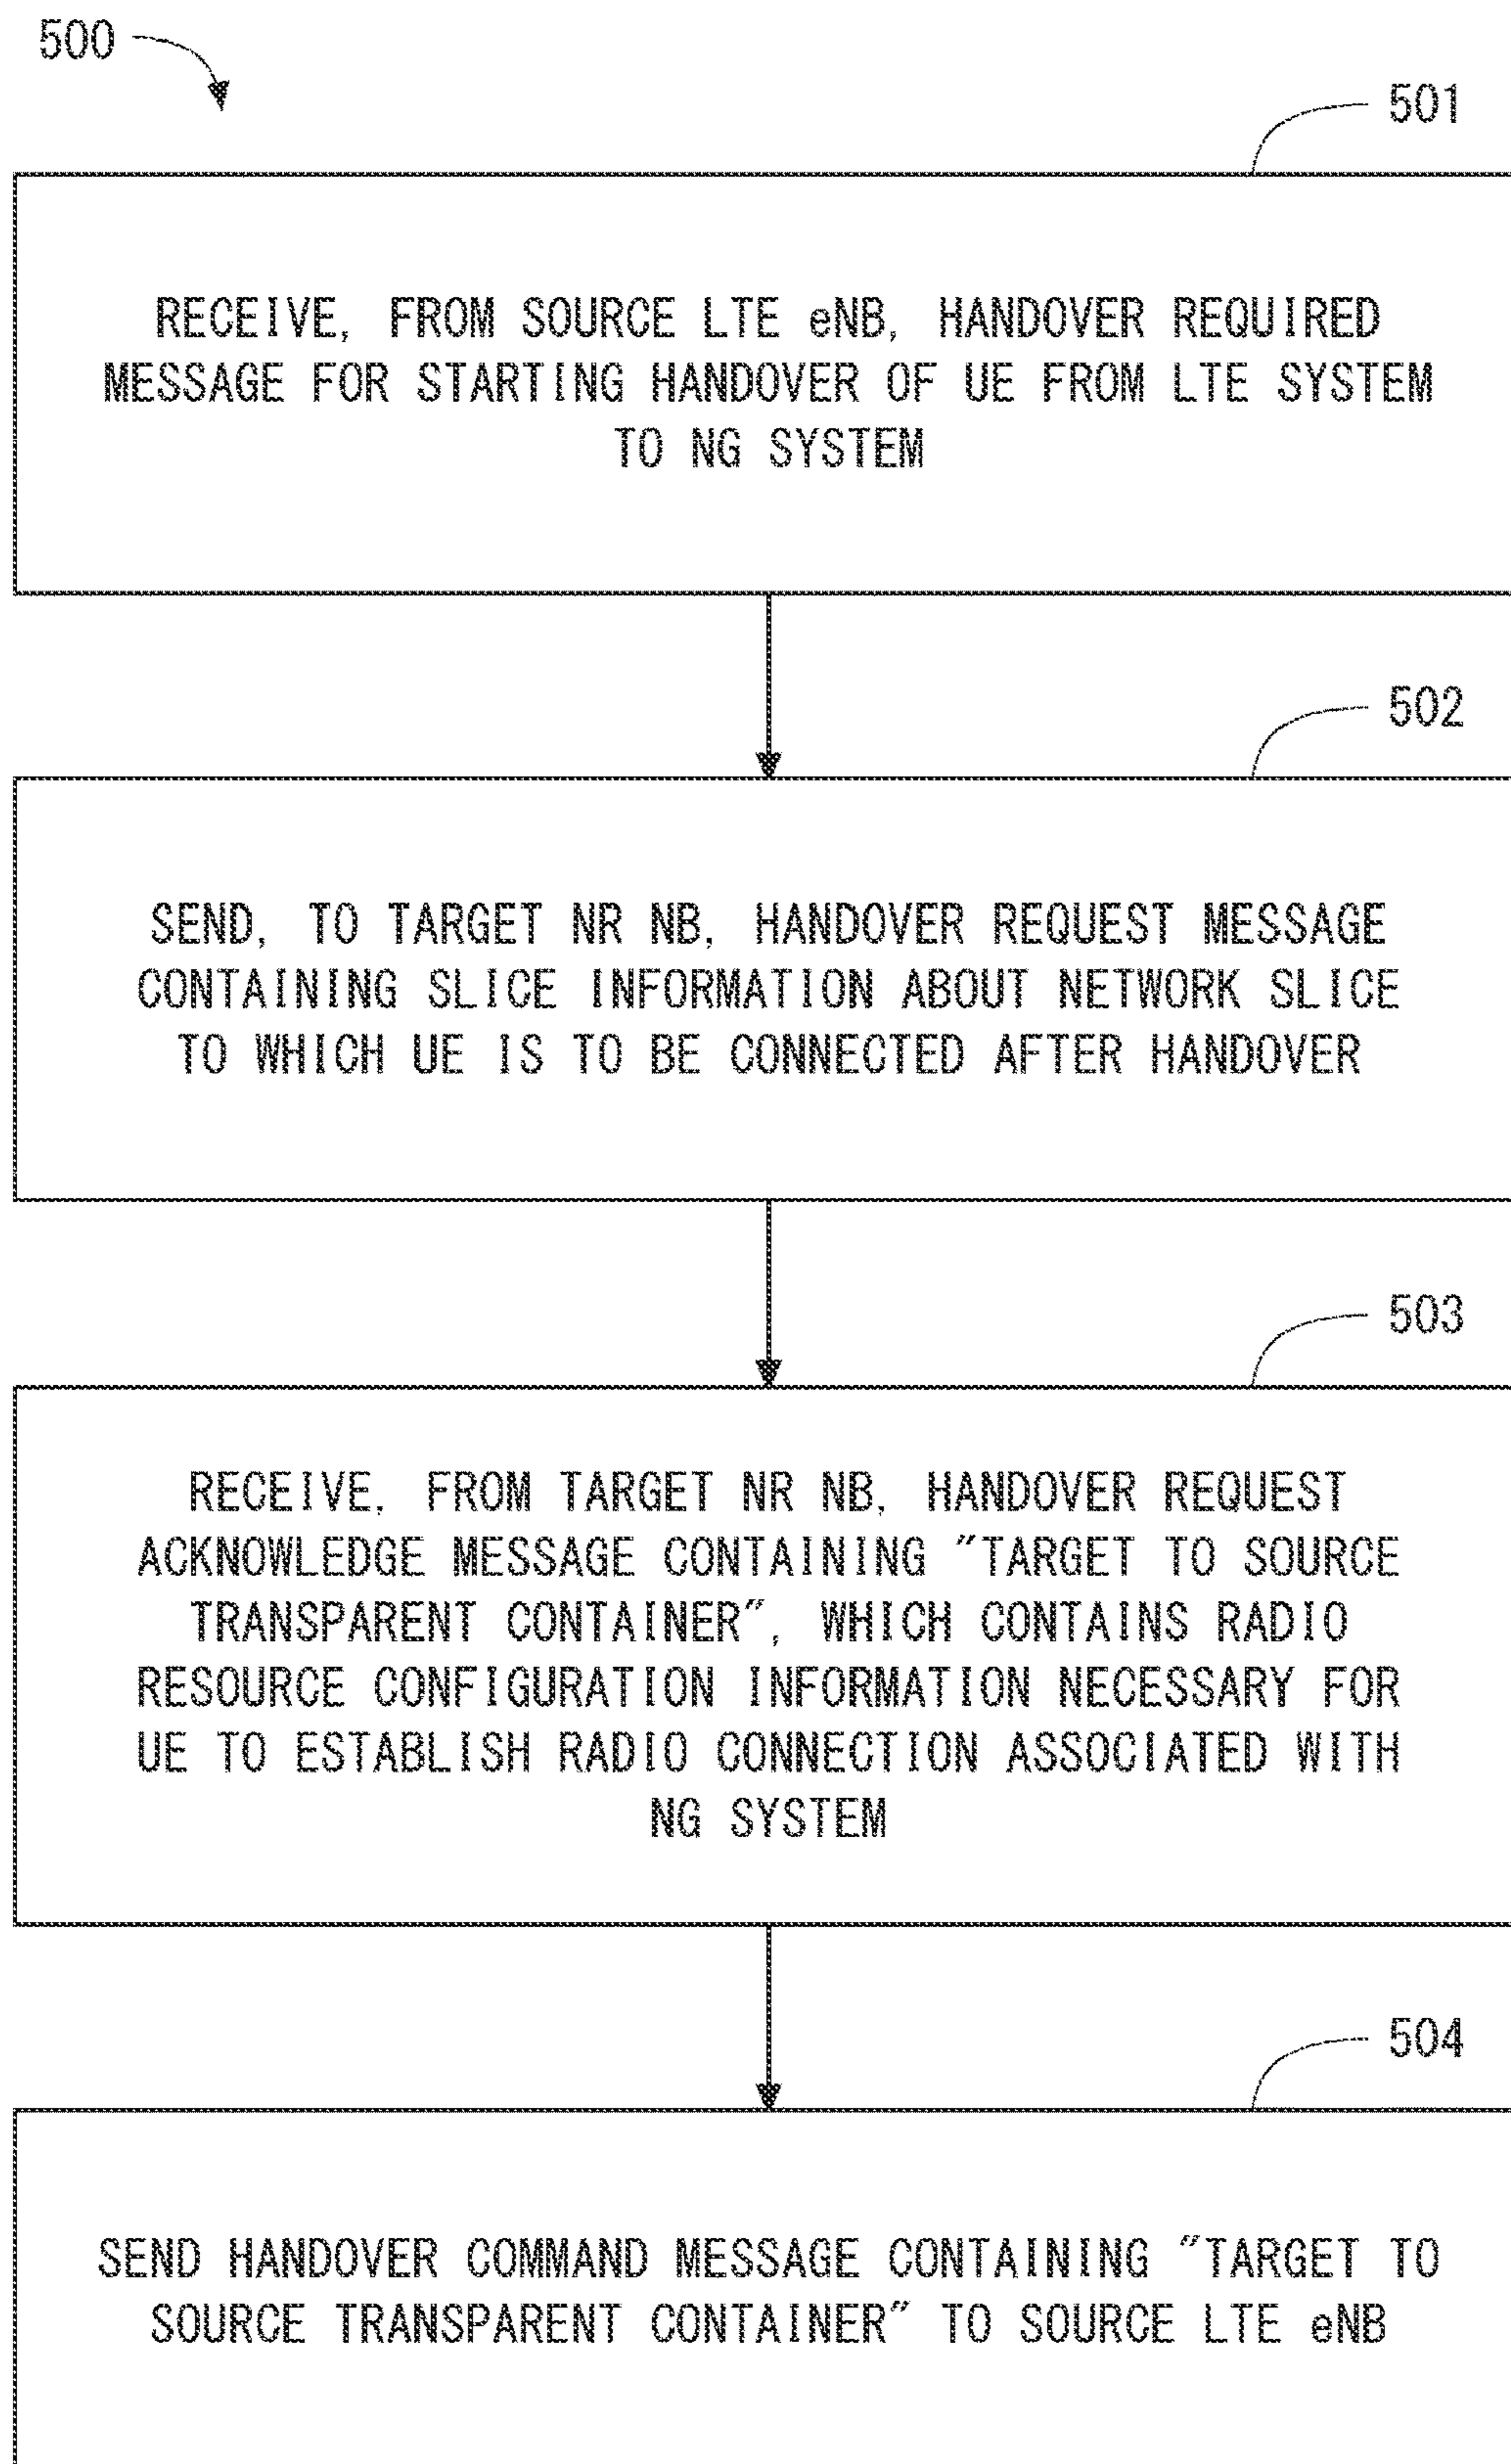 500
501
RECEIVE, FROM SOURCE LTE eNB, HANDOVER REQUIRED
MESSAGE FOR STARTING HANDOVER OF UE FROM LTE SYSTEM
TO NG SYSTEM
502
SEND, TO TARGET NR NB, HANDOVER REQUEST MESSAGE
CONTAINING SLICE INFORMATION ABOUT NETWORK SLICE
TO WHICH UE IS TO BE CONNECTED AFTER HANDOVER
503
RECEIVE, FROM TARGET NR NB, HANDOVER REQUEST
ACKNOWLEDGE MESSAGE CONTAINING "TARGET TO SOURCE
TRANSPARENT CONTAINER", WHICH CONTAINS RADIO
RESOURCE CONFIGURATION INFORMATION NECESSARY FOR
UE TO ESTABLISH RADIO CONNECTION ASSOCIATED WITH
NG SYSTEM
504
SEND HANDOVER COMMAND MESSAGE CONTAINING "TARGET TO
SOURCE TRANSPARENT CONTAINER" TO SOURCE LTE eNB